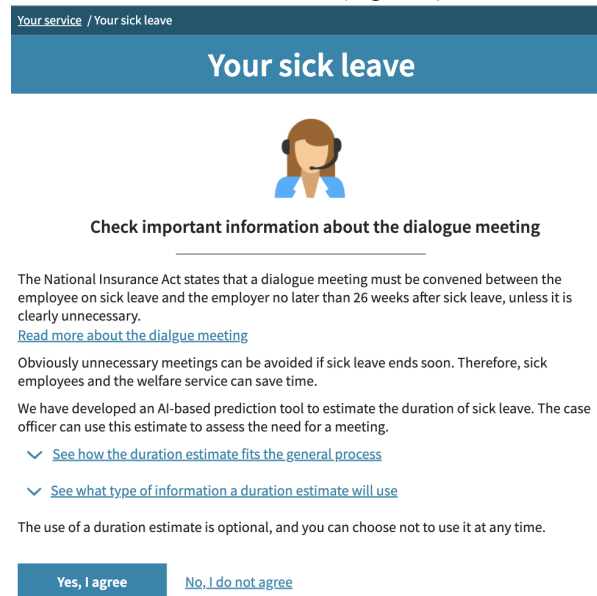 Your service / Your sick leave
Your sick leave
Check important information about the dialogue meeting
The National Insurance Act states that a dialogue meeting must be convened between the
employee on sick leave and the employer no later than 26 weeks after sick leave, unless it is
clearly unnecessary.
Read more about the dialgue meeting
Obviously unnecessary meetings can be avoided if sick leave ends soon. Therefore, sick
employees and the welfare service can save time.
We have developed an AI-based prediction tool to estimate the duration of sick leave. The case
officer can use this estimate to assess the need for a meeting.
See how the duration estimate fits the general process
See what type of information a duration estimate will use
The use of a duration estimate is optional, and you can choose not to use it at any time.
Yes, I agree No, I do not agree